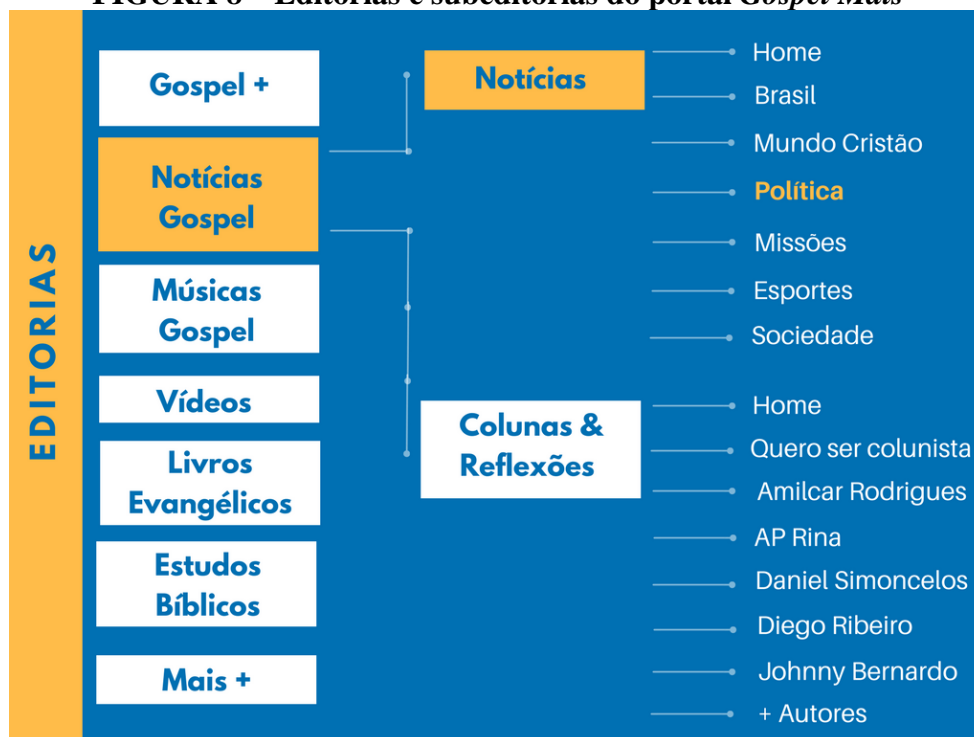 FIGURA 8 – Editorias e subeditorias do portal Gospel Mais
EDITORIAS
Gospel +
Notícias
Gospel
Músicas
Gospel
Vídeos
Livros
Evangélicos
Estudos
Bíblicos
Mais +
Notícias
Home
Brasil
Mundo Cristão
Política
Missões
Esportes
Sociedade
Colunas &
Reflexões
Home
Quero ser colunista
Amilcar Rodrigues
AP Rina
Daniel Simoncelos
Diego Ribeiro
Johnny Bernardo
+ Autores